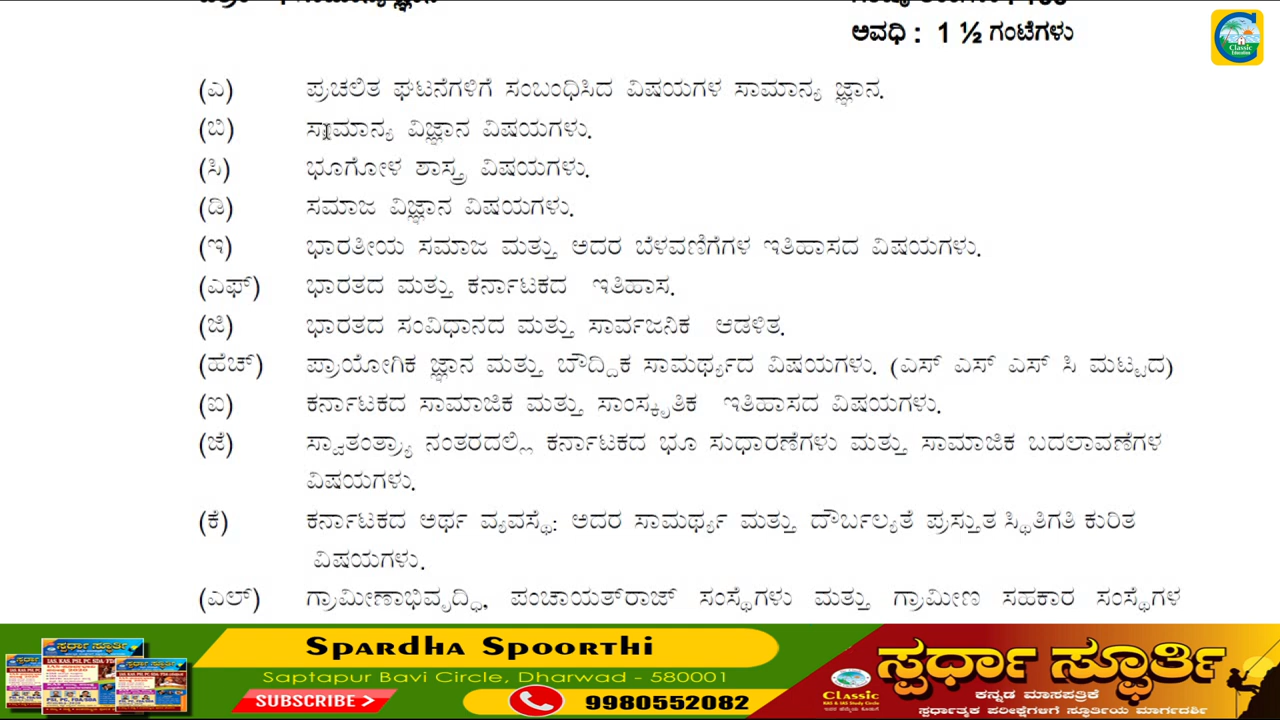 ಅವಧಿ : 1 ½ ಗಂಟೆಗಳು
Classic
Education
(ಎ) ಪ್ರಚಲಿತ ಘಟನೆಗಳಿಗೆ ಸಂಬಂಧಿಸಿದ ವಿಷಯಗಳ ಸಾಮಾನ್ಯ ಜ್ಞಾನ.
(ಬಿ) ಸಾಮಾನ್ಯ ವಿಜ್ಞಾನ ವಿಷಯಗಳು.
(ಸಿ) ಭೂಗೋಳ ಶಾಸ್ತ್ರ ವಿಷಯಗಳು.
(ಡಿ) ಸಮಾಜ ವಿಜ್ಞಾನ ವಿಷಯಗಳು.
(ಇ) ಭಾರತೀಯ ಸಮಾಜ ಮತ್ತು ಅದರ ಬೆಳವಣಿಗೆಗಳ ಇತಿಹಾಸದ ವಿಷಯಗಳು.
(ಎಫ್) ಭಾರತದ ಮತ್ತು ಕರ್ನಾಟಕದ ಇತಿಹಾಸ.
(ಜಿ) ಭಾರತದ ಸಂವಿಧಾನದ ಮತ್ತು ಸಾರ್ವಜನಿಕ ಆಡಳಿತ.
(ಹೆಚ್) ಪ್ರಾಯೋಗಿಕ ಜ್ಞಾನ ಮತ್ತು ಬೌದ್ದಿಕ ಸಾಮರ್ಥ್ಯದ ವಿಷಯಗಳು. (ಎಸ್ ಎಸ್ ಎಸ್ ಸಿ ಮಟ್ಟದ)
(ಐ) ಕರ್ನಾಟಕದ ಸಾಮಾಜಿಕ ಮತ್ತು ಸಾಂಸ್ಕೃತಿಕ ಇತಿಹಾಸದ ವಿಷಯಗಳು.
(ಜೆ) ಸ್ವಾತಂತ್ರ್ಯಾ ನಂತರದಲ್ಲಿ ಕರ್ನಾಟಕದ ಭೂ ಸುಧಾರಣೆಗಳು ಮತ್ತು ಸಾಮಾಜಿಕ ಬದಲಾವಣೆಗಳ
ವಿಷಯಗಳು.
(ಕೆ) ಕರ್ನಾಟಕದ ಅರ್ಥ ವ್ಯವಸ್ಥೆ: ಅದರ ಸಾಮರ್ಥ್ಯ ಮತ್ತು ದೌರ್ಬಲ್ಯತೆ ಪ್ರಸ್ತುತ ಸ್ಥಿತಿಗತಿ ಕುರಿತ
ವಿಷಯಗಳು.
(ಎಲ್) ಗ್ರಾಮೀಣಾಭಿವೃದ್ಧಿ, ಪಂಚಾಯತ್‌ರಾಜ್ ಸಂಸ್ಥೆಗಳು ಮತ್ತು ಗ್ರಾಮೀಣ ಸಹಕಾರ ಸಂಸ್ಥೆಗಳ
Spardha Spoorthi
Saptapur Bavi Circle, Dharwad - 580001
SUBSCRIBE
9980552082
ಸ್ಪರ್ಧಾ ಸ್ಫೂರ್ತಿ
Classic
ಕನ್ನಡ ಮಾಸಪತ್ರಿಕೆ
ಸ್ಪರ್ಧಾತ್ಮಕ ಪರೀಕ್ಷೆಗಳಿಗೆ ಸ್ಫೂರ್ತಿಯ ಮಾರ್ಗದರ್ಶಿ